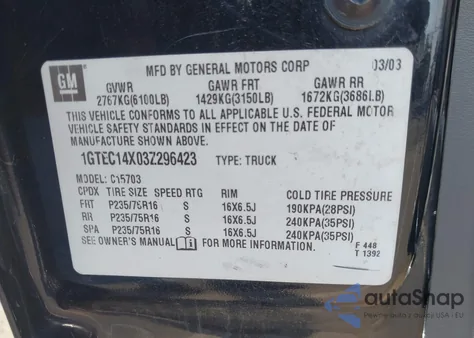 MFD BY GENERAL MOTORS CORP 03/03
GM
GVWR GAWR FRT GAWR RR
2767KG(6100LB) 1429KG(3150LB) 1672KG(3686LB)
THIS VEHICLE CONFORMS TO ALL APPLICABLE U.S. FEDERAL MOTOR
VEHICLE SAFETY STANDARDS IN EFFECT ON THE DATE OF
MANUFACTURE SHOWN ABOVE.
1GTEC14X03Z296423 TYPE: TRUCK
MODEL: C15703
CPDX TIRE SIZE SPEED RTG RIM COLD TIRE PRESSURE
FRT P235/75R16 S 16X6.5J 190KPA(28PSI)
RR P235/75R16 S 16X6.5J 240KPA(35PSI)
SPA P235/75R16 S 16X6.5J 240KPA(35PSI)
SEE OWNER'S MANUAL FOR MORE INFORMATION
F 448
T 1392
autoShap